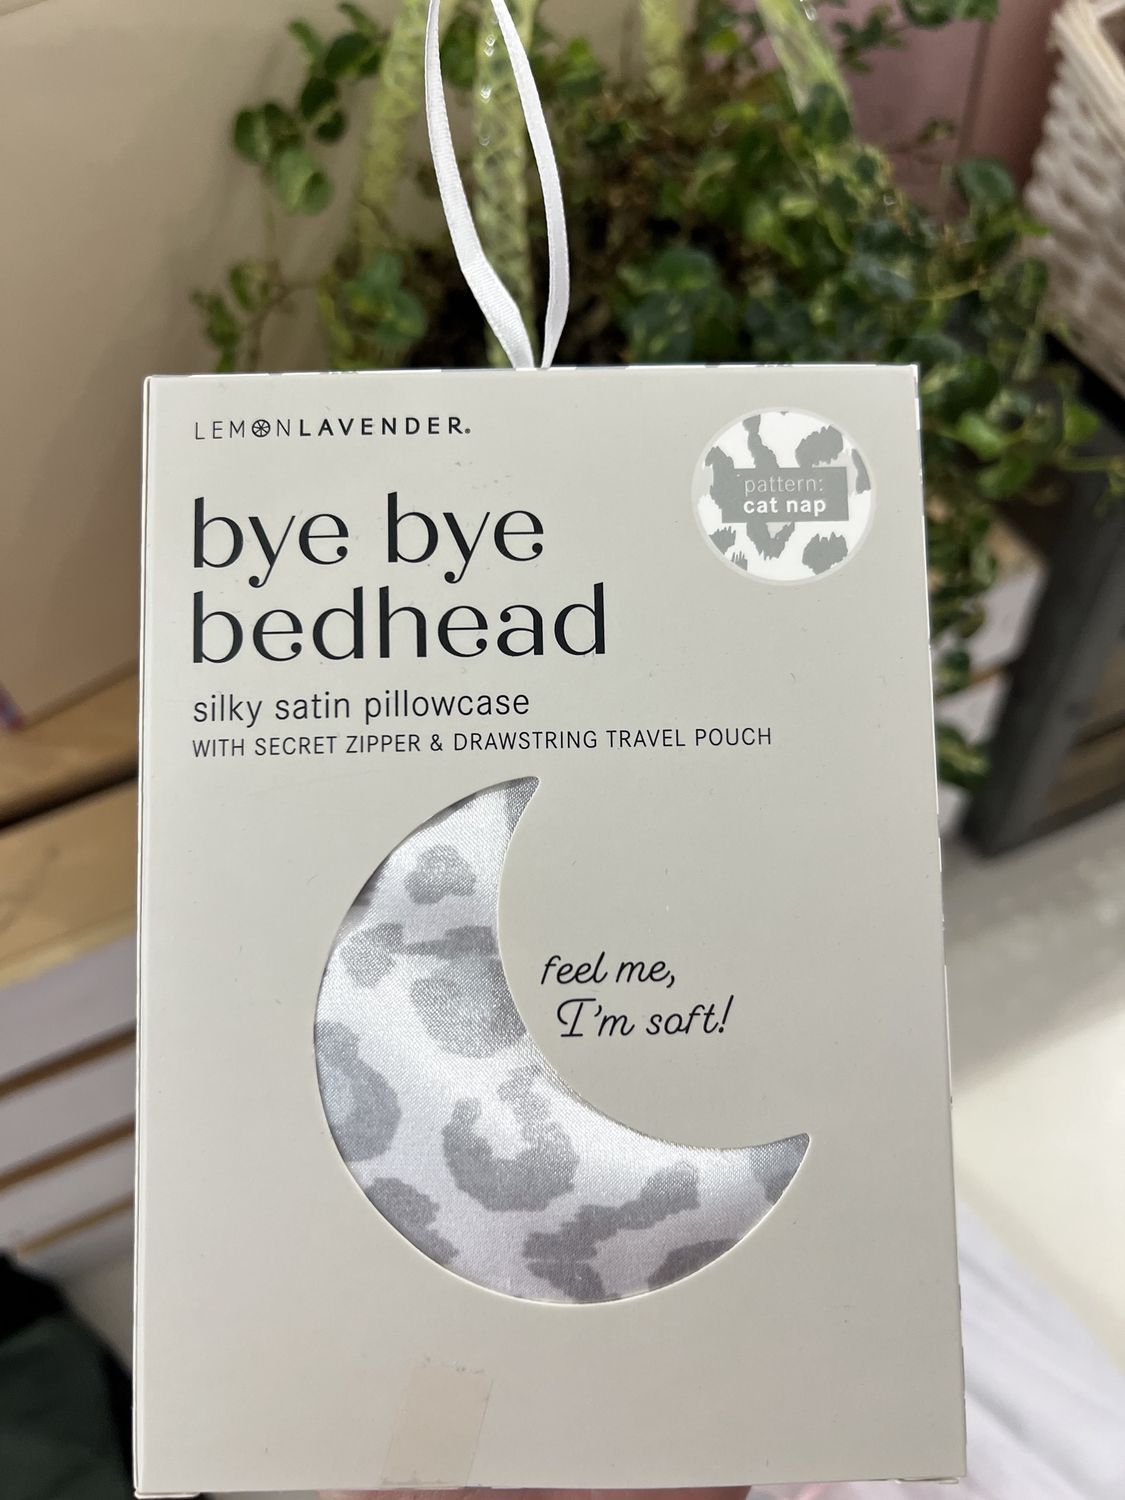 LEMONLAVENDER®
pattern:
cat nap
bye bye
bedhead
silky satin pillowcase
WITH SECRET ZIPPER & DRAWSTRING TRAVEL POUCH
feel me,
I'm soft!